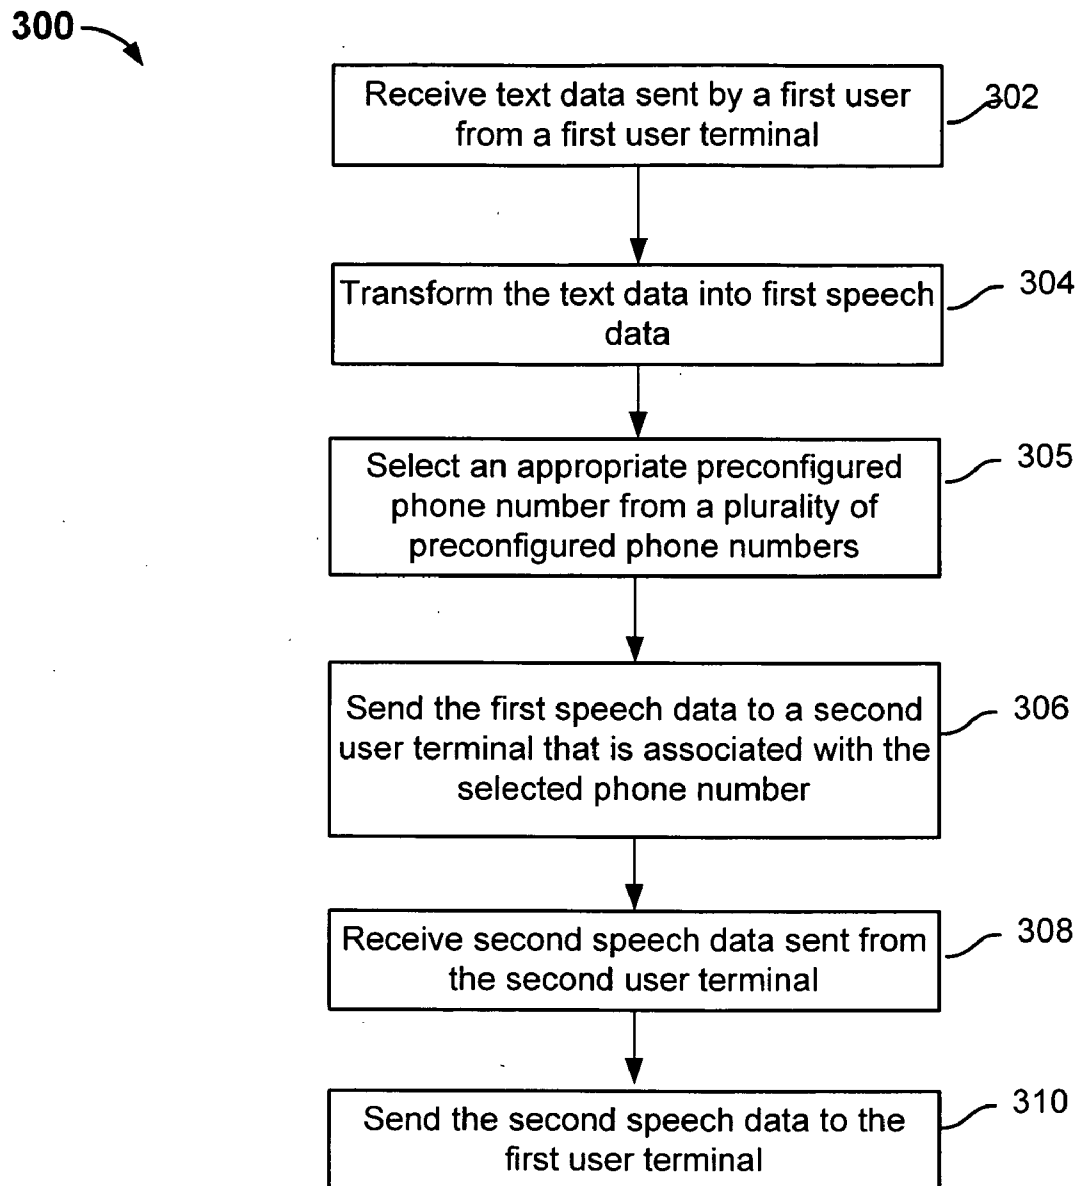 300
Receive text data sent by a first user
from a first user terminal
302
Transform the text data into first speech
data
304
Select an appropriate preconfigured
phone number from a plurality of
preconfigured phone numbers
305
Send the first speech data to a second
user terminal that is associated with the
selected phone number
306
Receive second speech data sent from
the second user terminal
308
Send the second speech data to the
first user terminal
310